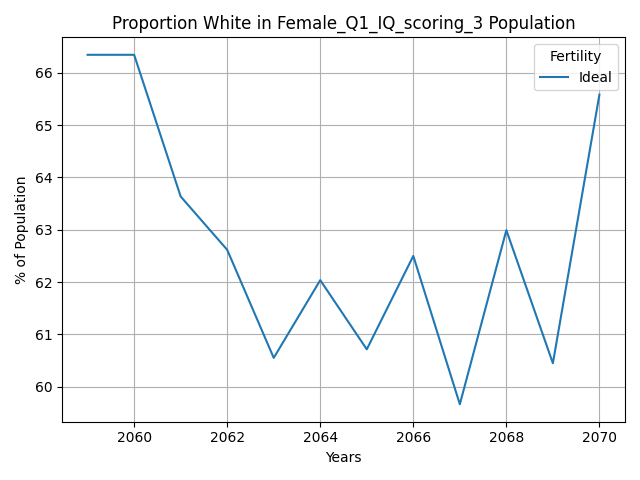 Proportion White in Female_Q1_IQ_scoring_3 Population
Fertility
Ideal
% of Population
66
65
64
63
62
61
60
2060 2062 2064 2066 2068 2070
Years